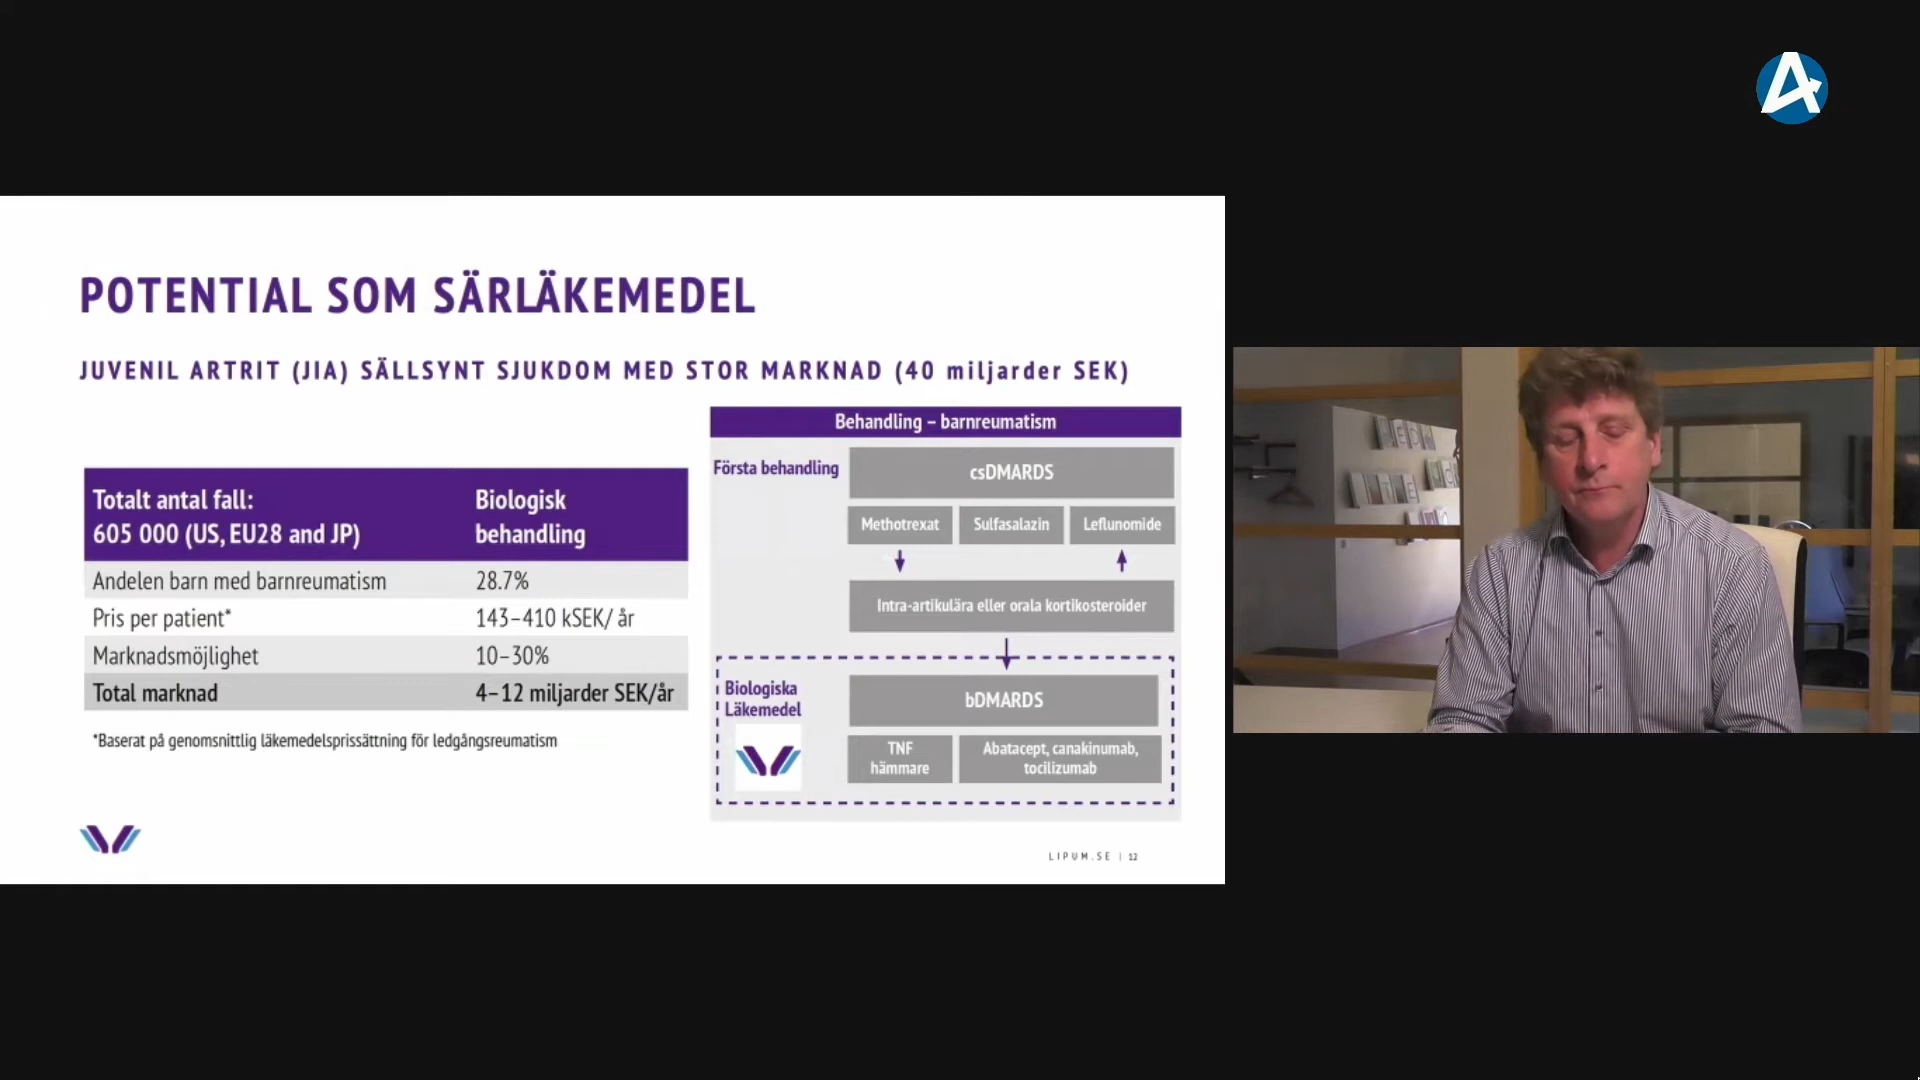 POTENTIAL SOM SÄRLÄKEMEDEL
JUVENIL ARTRIT (JIA) SÄLLSYNT SJUKDOM MED STOR MARKNAD (40 miljarder SEK)
Totalt antal fall:
605 000 (US, EU28 and JP)
Biologisk
behandling
Andelen barn med barnreumatism
28.7%
Pris per patient*
143–410 kSEK/ år
Marknadsmöjlighet
10–30%
Total marknad
4–12 miljarder SEK/år
*Baserat på genomsnittlig läkemedelsprissättning för ledgångsreumatism
Behandling – barnreumatism
Första behandling
csDMARDS
Methotrexat
Sulfasalazin
Leflunomide
Intra-artikulära eller orala kortikosteroider
Biologiska
Läkemedel
bDMARDS
TNF
hämmare
Abatacept, canakinumab,
tocilizumab
LIPUM.SE | 12